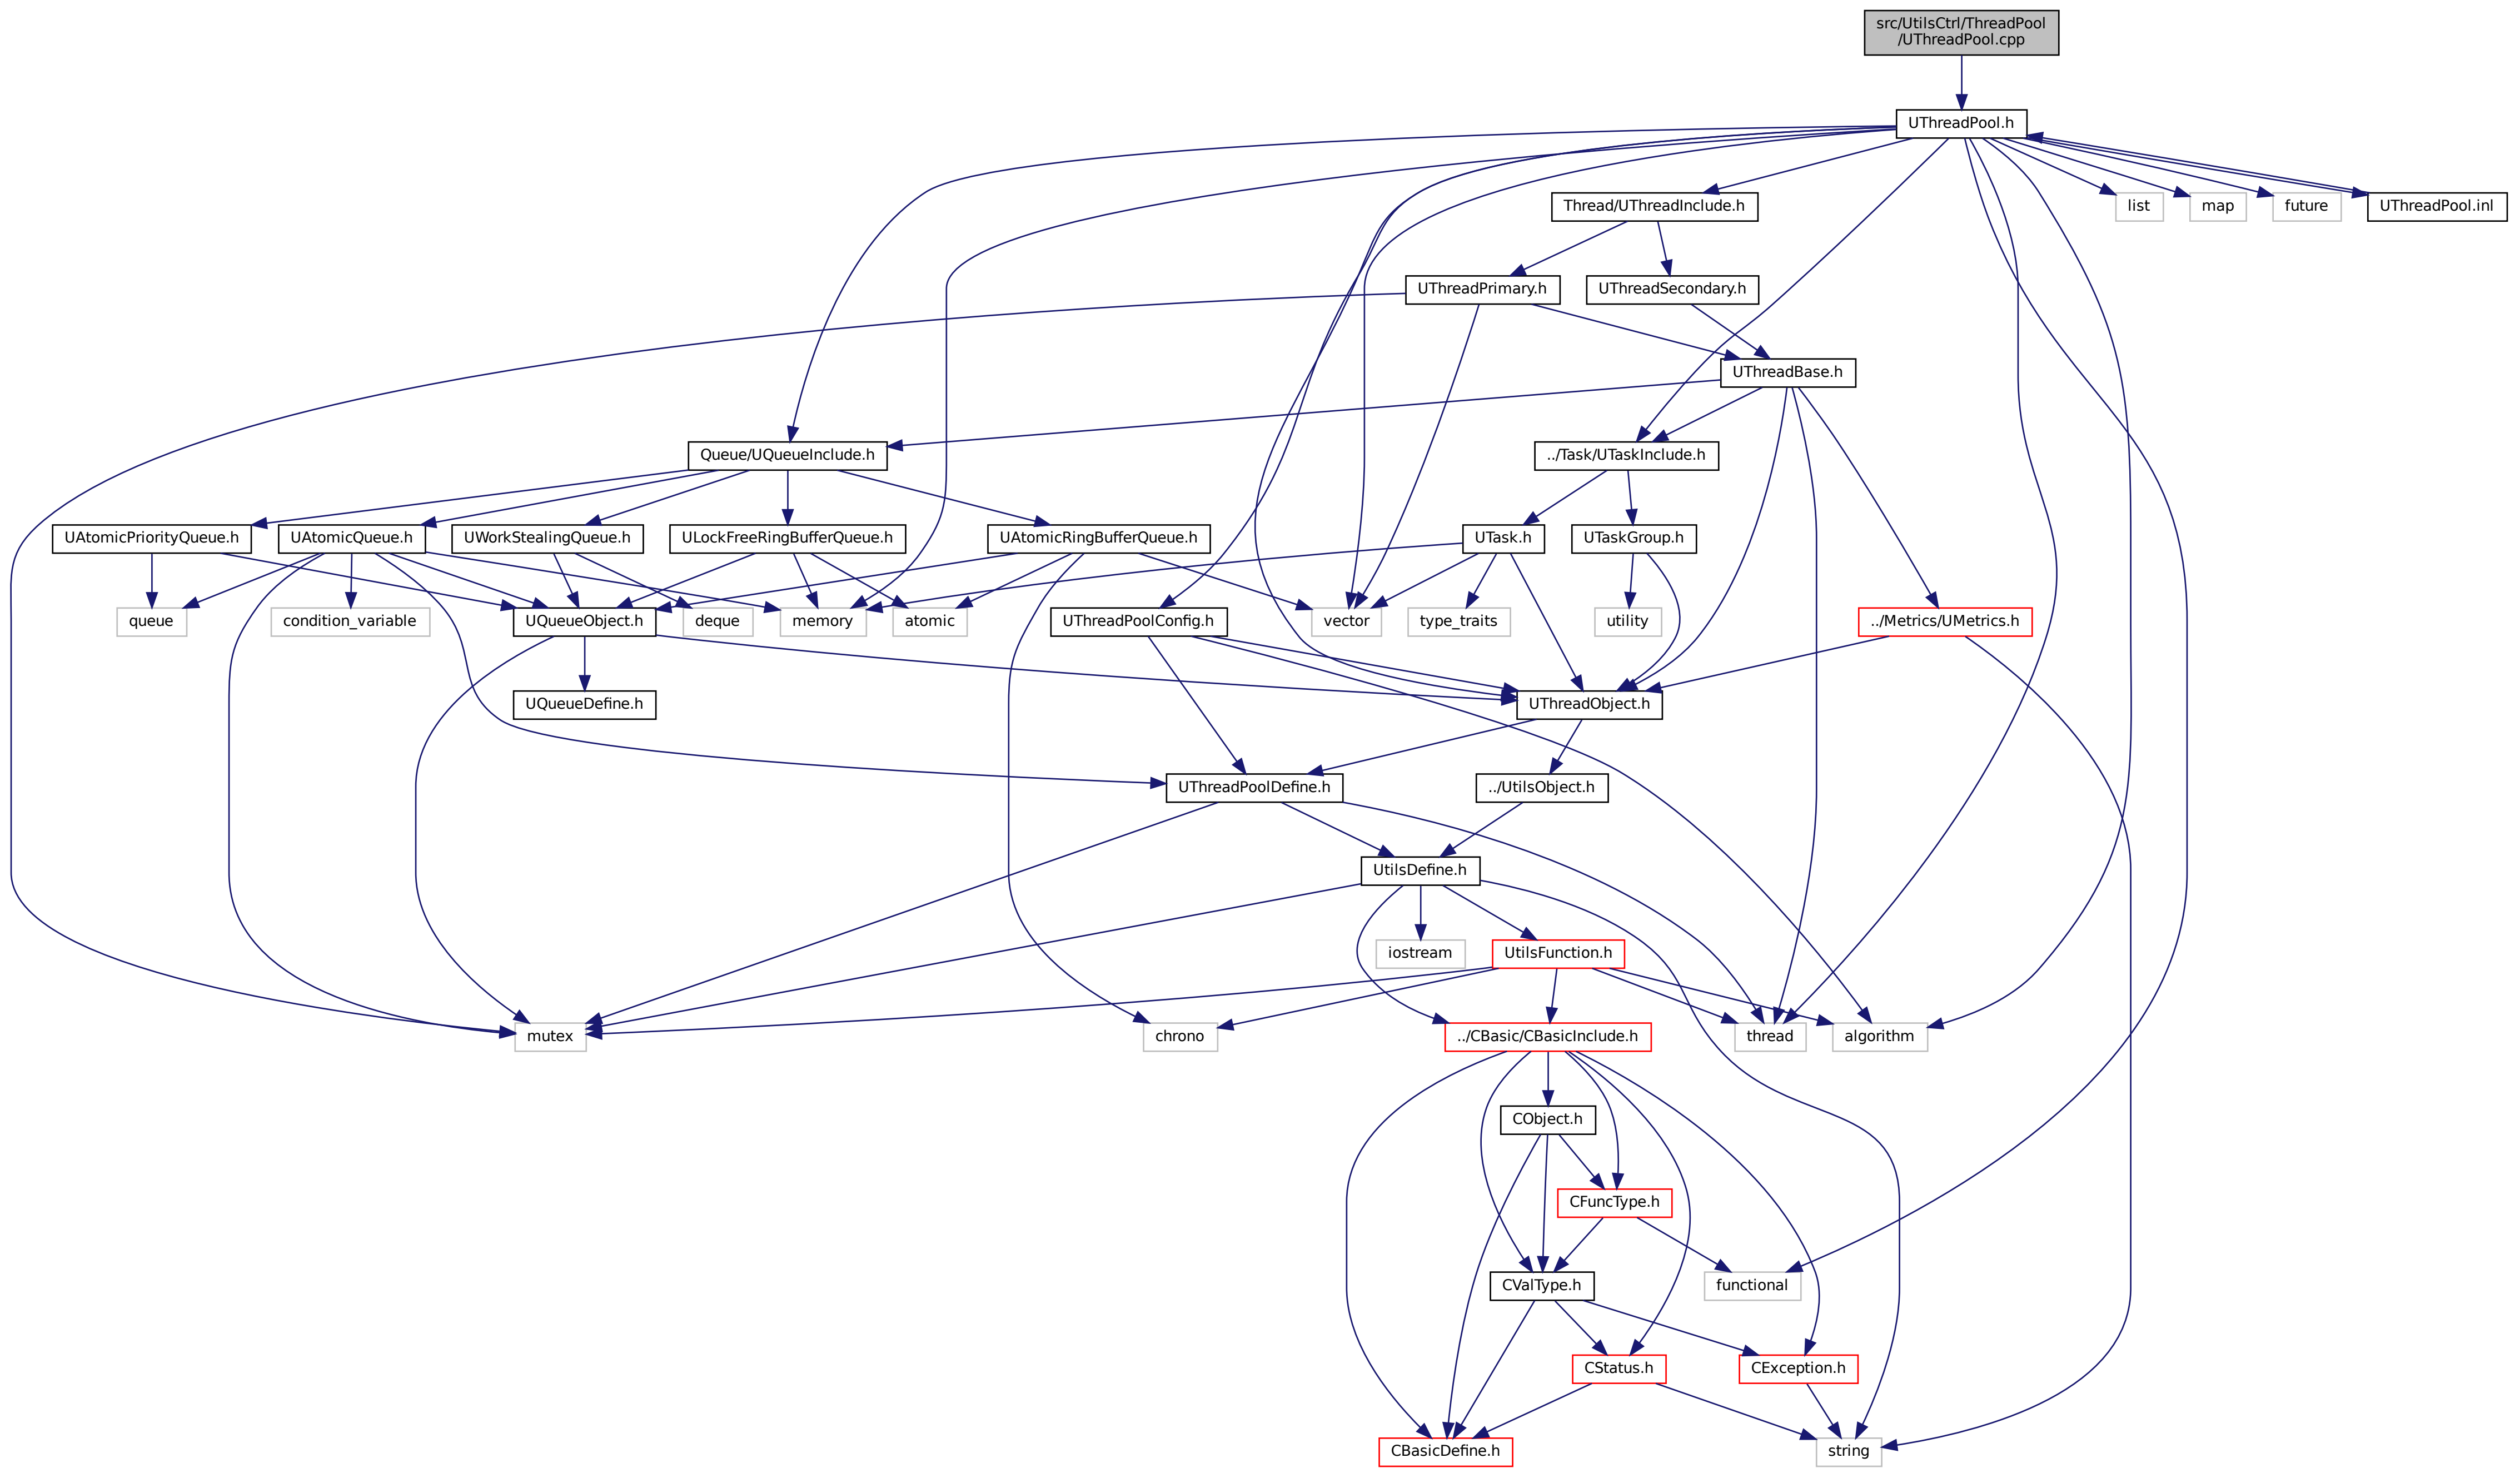 src/UtilsCtrl/ThreadPool
/UThreadPool.cpp
UThreadPool.h
Thread/UThreadInclude.h
list
map
future
UThreadPool.inl
UThreadPrimary.h
UThreadSecondary.h
UThreadBase.h
Queue/UQueueInclude.h
../Task/UTaskInclude.h
UAtomicPriorityQueue.h
UAtomicQueue.h
UWorkStealingQueue.h
ULockFreeRingBufferQueue.h
UAtomicRingBufferQueue.h
UTask.h
UTaskGroup.h
queue
condition_variable
UQueueObject.h
deque
memory
atomic
UThreadPoolConfig.h
vector
type_traits
utility
../Metrics/UMetrics.h
UQueueDefine.h
UThreadObject.h
UThreadPoolDefine.h
../UtilsObject.h
UtilsDefine.h
iostream
UtilsFunction.h
mutex
chrono
../CBasic/CBasicInclude.h
thread
algorithm
CObject.h
CFuncType.h
CValType.h
functional
CStatus.h
CException.h
CBasicDefine.h
string